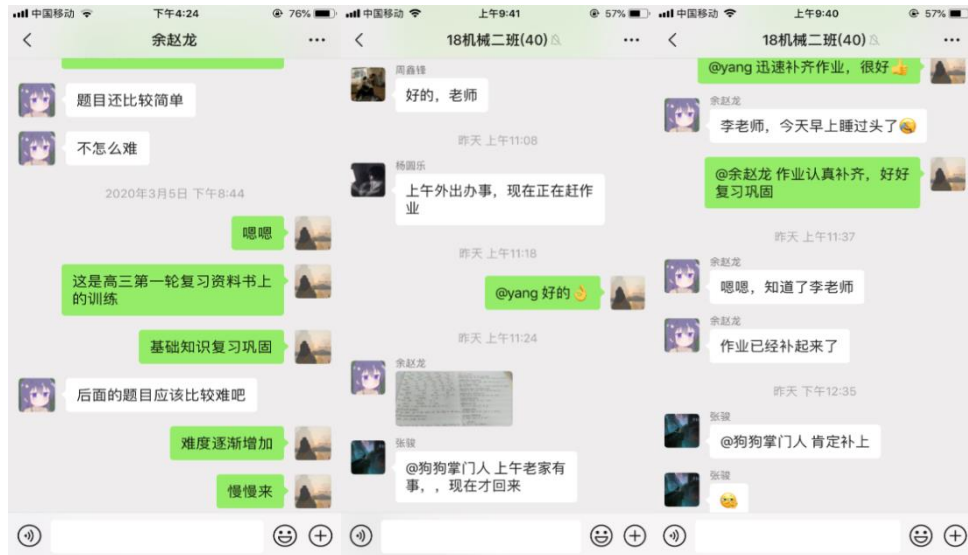 中国移动
下午4:24
76%
余赵龙
题目还比较简单
不怎么难
2020年3月5日 下午8:44
嗯嗯
这是高三第一轮复习资料书上
的训练
基础知识复习巩固
后面的题目应该比较难吧
难度逐渐增加
慢慢来
中国移动
上午9:41
57%
18机械二班(40)
周鑫锋
好的，老师
昨天 上午11:08
杨圆乐
上午外出办事，现在正在赶作
业
昨天 上午11:18
@yang 好的👌
昨天 上午11:24
余赵龙
张骏
@狗狗掌门人 上午老家有
事，，现在才回来
中国移动
上午9:40
57%
18机械二班(40)
@yang 迅速补齐作业，很好👍
余赵龙
李老师，今天早上睡过头了
@余赵龙 作业认真补齐，好好
复习巩固
昨天 上午11:37
余赵龙
嗯嗯，知道了李老师
余赵龙
作业已经补起来了
昨天 下午12:35
张骏
@狗狗掌门人 肯定补上
张骏